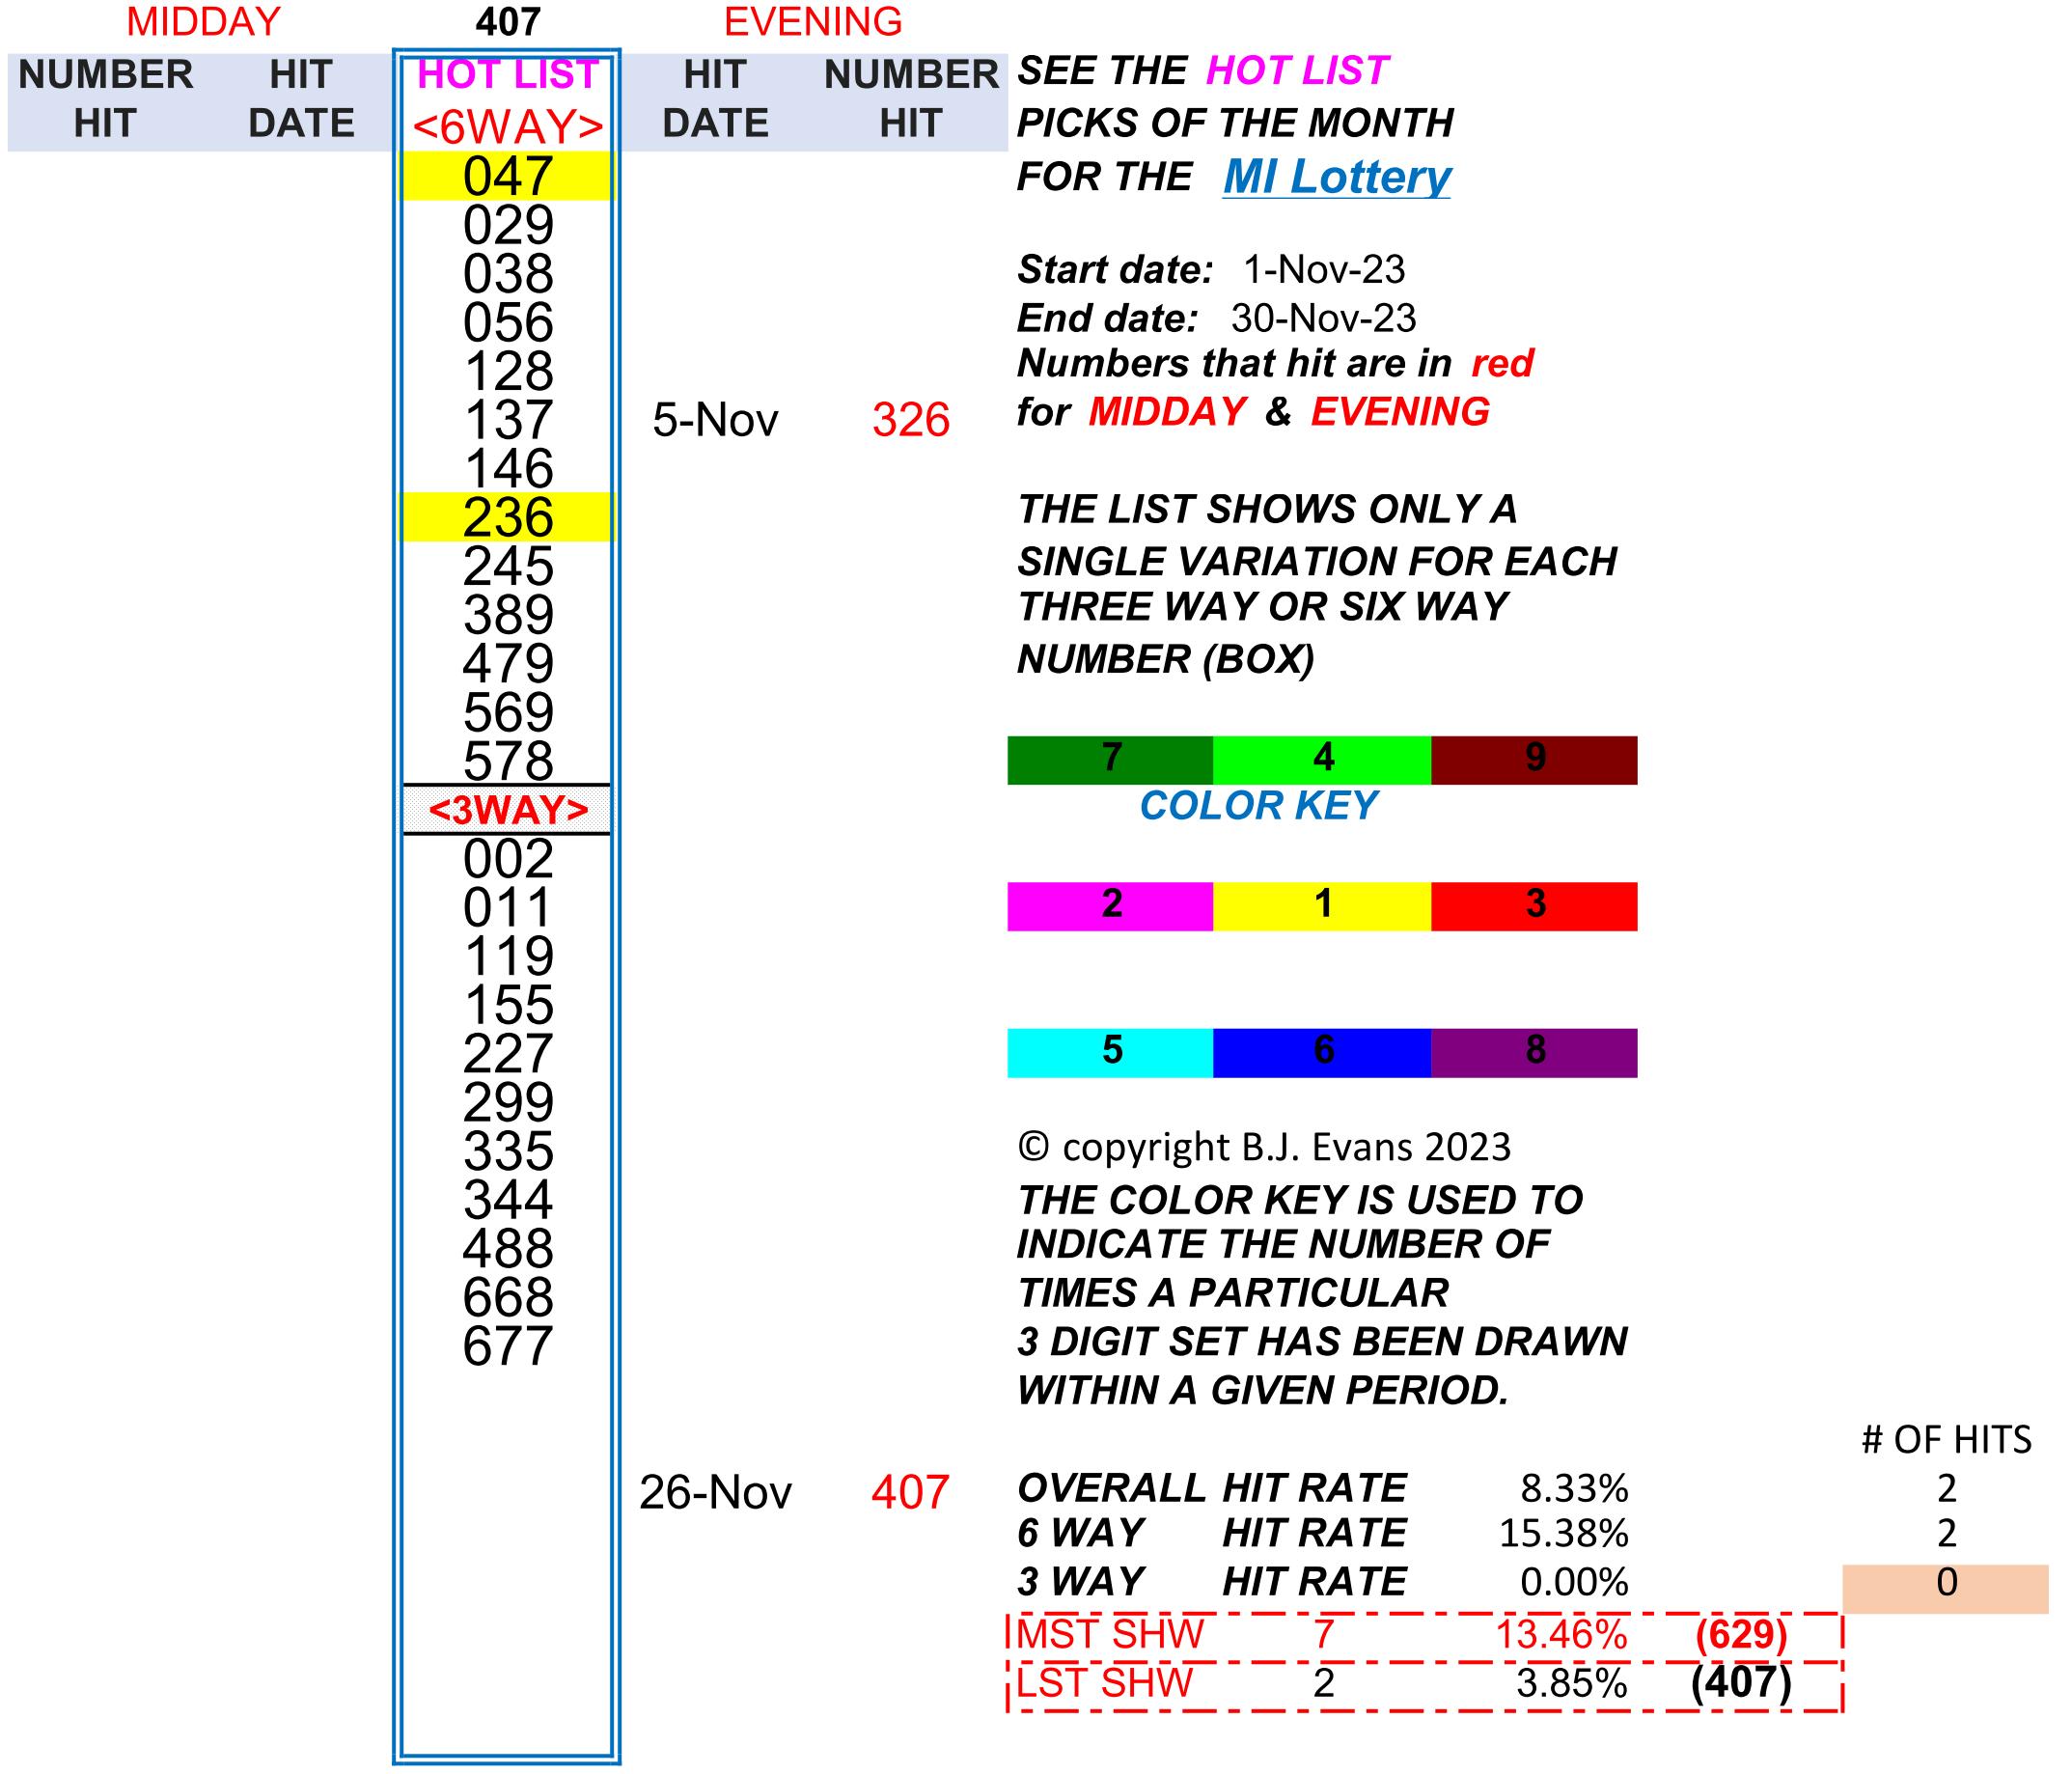 MIDDAY 407 EVENING
NUMBER HIT HOT LIST HIT NUMBER
HIT DATE <6WAY> DATE HIT
047
029
038
056
128
137 5-Nov 326
146
236
245
389
479
569
578
<3WAY>
002
011
119
155
227
299
335
344
488
668
677
26-Nov 407
SEE THE HOT LIST
PICKS OF THE MONTH
FOR THE MI Lottery
Start date: 1-Nov-23
End date: 30-Nov-23
Numbers that hit are in red
for MIDDAY & EVENING
THE LIST SHOWS ONLY A
SINGLE VARIATION FOR EACH
THREE WAY OR SIX WAY
NUMBER (BOX)
7 4 9
COLOR KEY
2 1 3
5 6 8
© copyright B.J. Evans 2023
THE COLOR KEY IS USED TO
INDICATE THE NUMBER OF
TIMES A PARTICULAR
3 DIGIT SET HAS BEEN DRAWN
WITHIN A GIVEN PERIOD.
# OF HITS
OVERALL HIT RATE 8.33% 2
6 WAY HIT RATE 15.38% 2
3 WAY HIT RATE 0.00% 0
MST SHW 7 13.46% (629)
LST SHW 2 3.85% (407)